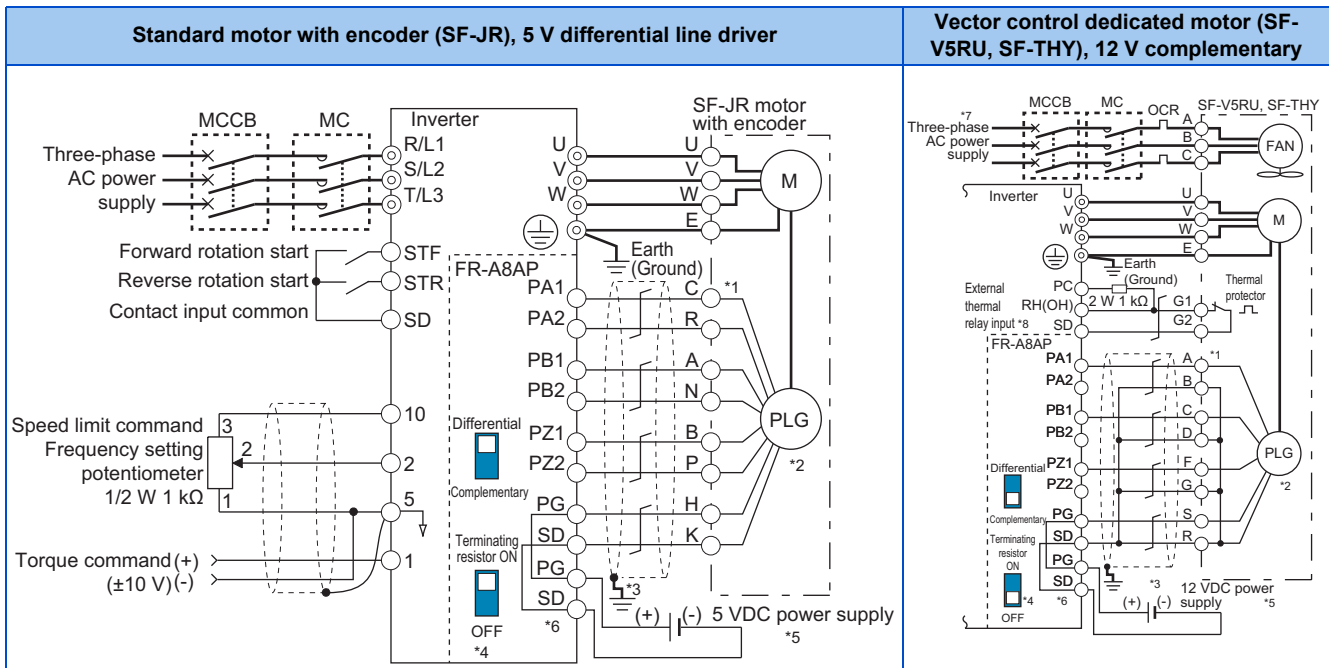 Standard motor with encoder (SF-JR), 5 V differential line driver
Vector control dedicated motor (SF-
V5RU, SF-THY), 12 V complementary
MCCB
MC
Inverter
SF-JR motor
with encoder
Three-phase
AC power
supply
R/L1
S/L2
T/L3
U
V
W
U
V
W
E
M
Earth
(Ground)
Forward rotation start
Reverse rotation start
Contact input common
STF
STR
SD
FR-A8AP
PA1
PA2
PB1
PB2
PZ1
PZ2
PG
SD
PG
SD
C
R
A
N
B
P
H
K
*1
PLG
*2
Differential
Complementary
Terminating
resistor ON
OFF
*4
*3
*6
(+)
(-)
5 VDC power supply
*5
Speed limit command
Frequency setting
potentiometer
1/2 W 1 kΩ
3
2
1
10
2
5
1
Torque command (+)
(±10 V) (-)
MCCB
MC
OCR
SF-V5RU, SF-THY
*7
Three-phase
AC power
supply
A
B
C
FAN
Inverter
U
V
W
U
V
W
E
M
Earth
(Ground)
External
thermal
relay input *8
PC
RH(OH)
SD
2 W 1 kΩ
G1
G2
Thermal
protector
FR-A8AP
PA1
PA2
PB1
PB2
PZ1
PZ2
PG
SD
PG
SD
A
B
C
D
F
G
S
R
*1
PLG
*2
Differential
Complementary
Terminating
resistor
ON
*4
OFF
*6
*3
(+)
(-)
12 VDC power
supply
*5